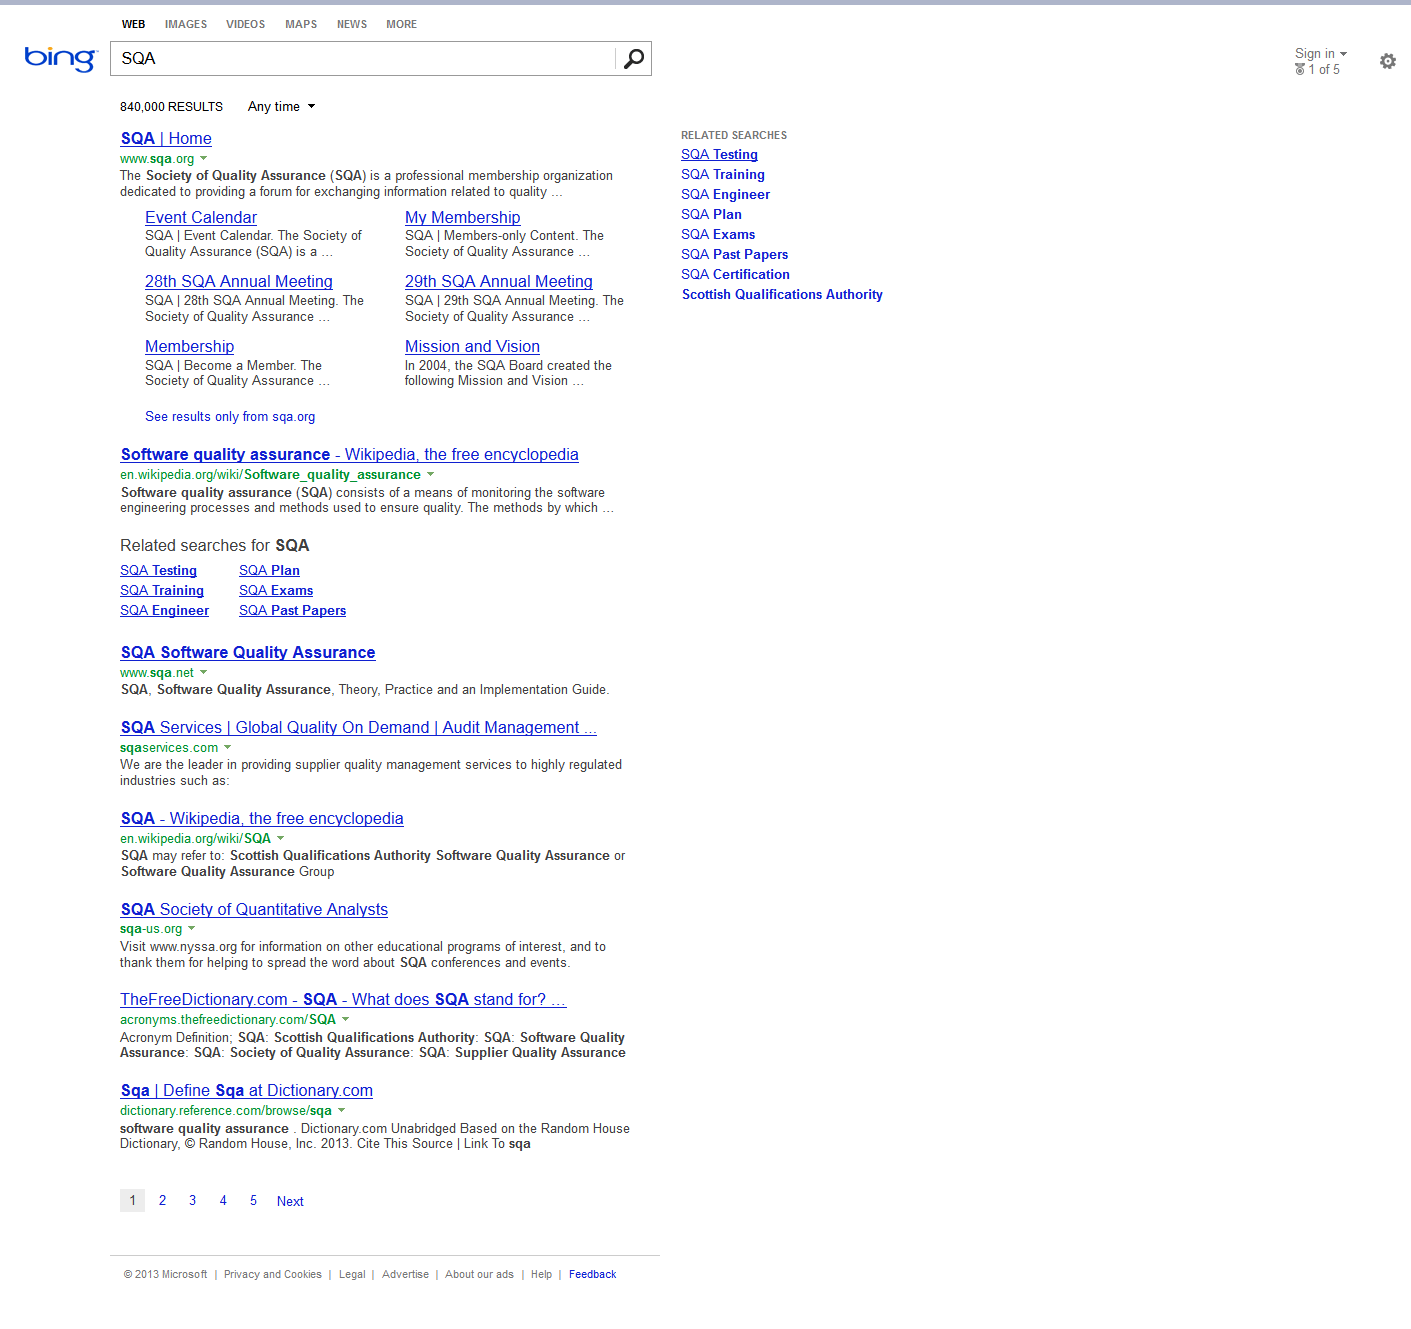 WEB IMAGES VIDEOS MAPS NEWS MORE
bing
SQA
Sign in
1 of 5
840,000 RESULTS Any time
SQA | Home
www.sqa.org
The Society of Quality Assurance (SQA) is a professional membership organization
dedicated to providing a forum for exchanging information related to quality ...
Event Calendar
SQA | Event Calendar. The Society of
Quality Assurance (SQA) is a ...
My Membership
SQA | Members-only Content. The
Society of Quality Assurance ...
28th SQA Annual Meeting
SQA | 28th SQA Annual Meeting. The
Society of Quality Assurance ...
29th SQA Annual Meeting
SQA | 29th SQA Annual Meeting. The
Society of Quality Assurance ...
Membership
SQA | Become a Member. The
Society of Quality Assurance ...
Mission and Vision
In 2004, the SQA Board created the
following Mission and Vision ...
See results only from sqa.org
Software quality assurance - Wikipedia, the free encyclopedia
en.wikipedia.org/wiki/Software_quality_assurance
Software quality assurance (SQA) consists of a means of monitoring the software
engineering processes and methods used to ensure quality. The methods by which ...
Related searches for SQA
SQA Testing
SQA Training
SQA Engineer
SQA Plan
SQA Exams
SQA Past Papers
SQA Software Quality Assurance
www.sqa.net
SQA, Software Quality Assurance, Theory, Practice and an Implementation Guide.
SQA Services | Global Quality On Demand | Audit Management ...
sqaservices.com
We are the leader in providing supplier quality management services to highly regulated
industries such as:
SQA - Wikipedia, the free encyclopedia
en.wikipedia.org/wiki/SQA
SQA may refer to: Scottish Qualifications Authority Software Quality Assurance or
Software Quality Assurance Group
SQA Society of Quantitative Analysts
sqa-us.org
Visit www.nyssa.org for information on other educational programs of interest, and to
thank them for helping to spread the word about SQA conferences and events.
TheFreeDictionary.com - SQA - What does SQA stand for? ...
acronyms.thefreedictionary.com/SQA
Acronym Definition; SQA: Scottish Qualifications Authority: SQA: Software Quality
Assurance: SQA: Society of Quality Assurance: SQA: Supplier Quality Assurance
Sqa | Define Sqa at Dictionary.com
dictionary.reference.com/browse/sqa
software quality assurance . Dictionary.com Unabridged Based on the Random House
Dictionary, © Random House, Inc. 2013. Cite This Source | Link To sqa
1 2 3 4 5 Next
RELATED SEARCHES
SQA Testing
SQA Training
SQA Engineer
SQA Plan
SQA Exams
SQA Past Papers
SQA Certification
Scottish Qualifications Authority
© 2013 Microsoft | Privacy and Cookies | Legal | Advertise | About our ads | Help | Feedback